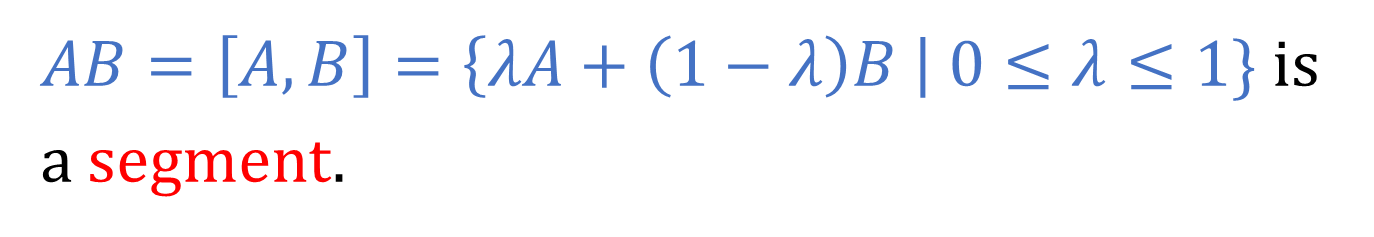 AB = [A, B] = {λA + (1 − λ)B | 0 ≤ λ ≤ 1} is
a segment.